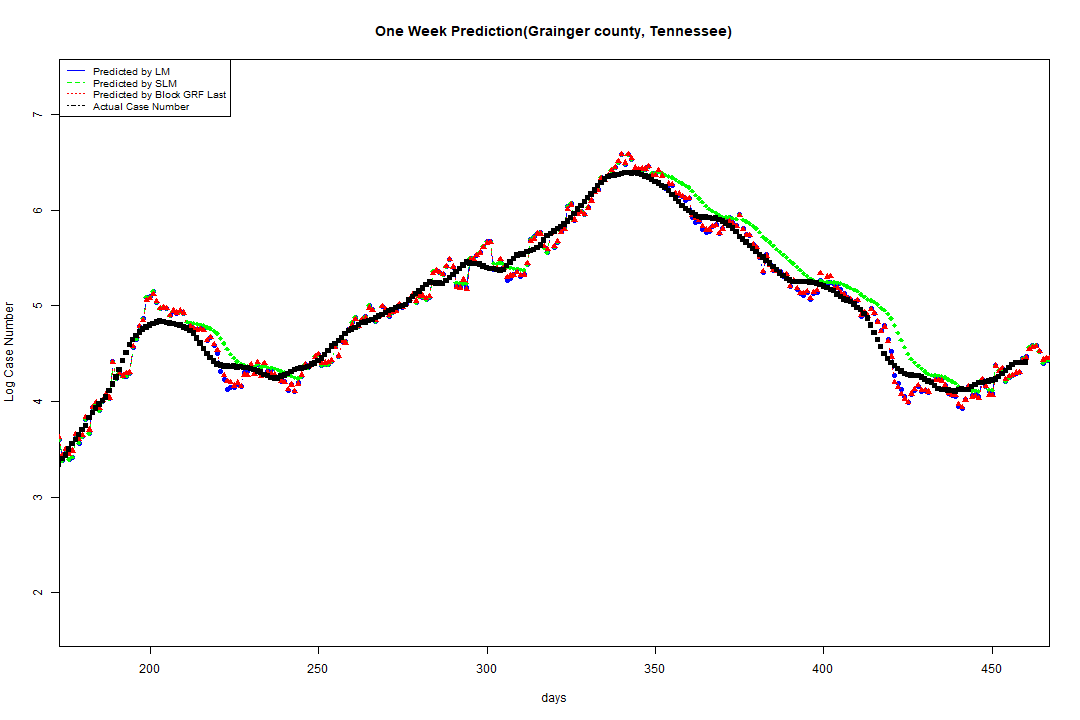 One Week Prediction(Grainger county, Tennessee)
Predicted by LM
Predicted by SLM
Predicted by Block GRF Last
Actual Case Number
Log Case Number
7
6
5
4
3
2
200 250 300 350 400 450
days